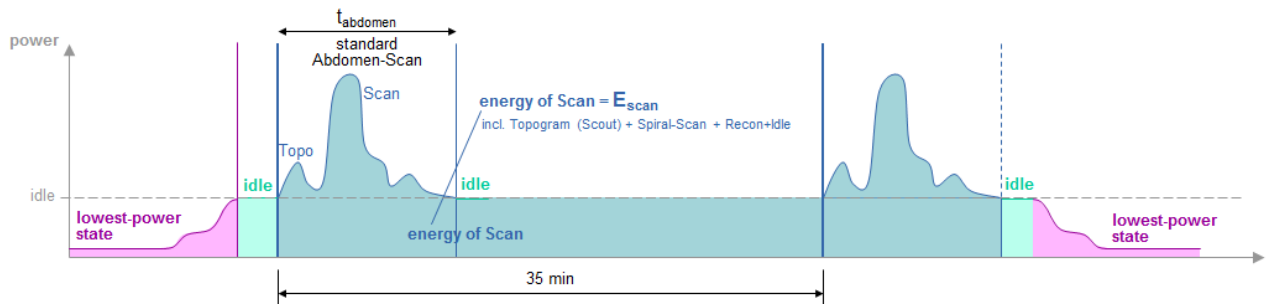 t_abdomen
power
standard
Abdomen-Scan
Scan
energy of Scan = E_scan
incl. Topogram (Scout) + Spiral-Scan + Recon+Idle
Topo
idle
idle
idle
idle
lowest-power
state
energy of Scan
lowest-power
state
35 min